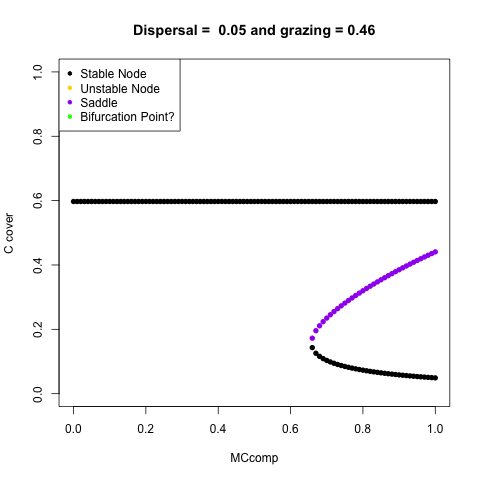 Dispersal =  0.05 and grazing = 0.46
1.0
0.8
0.6
0.4
0.2
0.0
C cover
Stable Node
Unstable Node
Saddle
Bifurcation Point?
0.0 0.2 0.4 0.6 0.8 1.0
MCcomp